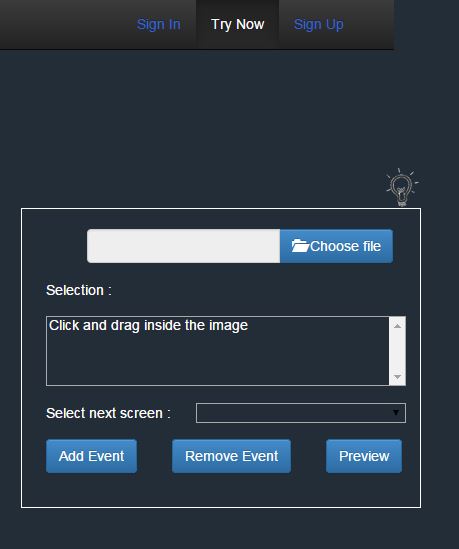 Sign In Try Now Sign Up
Choose file
Selection :
Click and drag inside the image
Select next screen :
Add Event Remove Event Preview